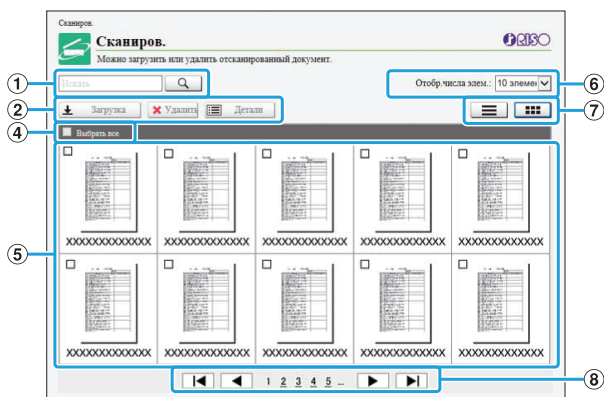 Сканиров.
Сканиров.
RISO
Можно загрузить или удалить отсканированный документ.
1
Искать
Отобр.числа элем.: 10 элемен
6
2
Загрузка
Удалить
Детали
7
4
Выбрать все
XXXXXXXXXXXXX XXXXXXXXXXXXX XXXXXXXXXXXXX XXXXXXXXXXXXX XXXXXXXXXXXXX
5
XXXXXXXXXXXXX XXXXXXXXXXXXX XXXXXXXXXXXXX XXXXXXXXXXXXX XXXXXXXXXXXXX
1 2 3 4 5 ...
8